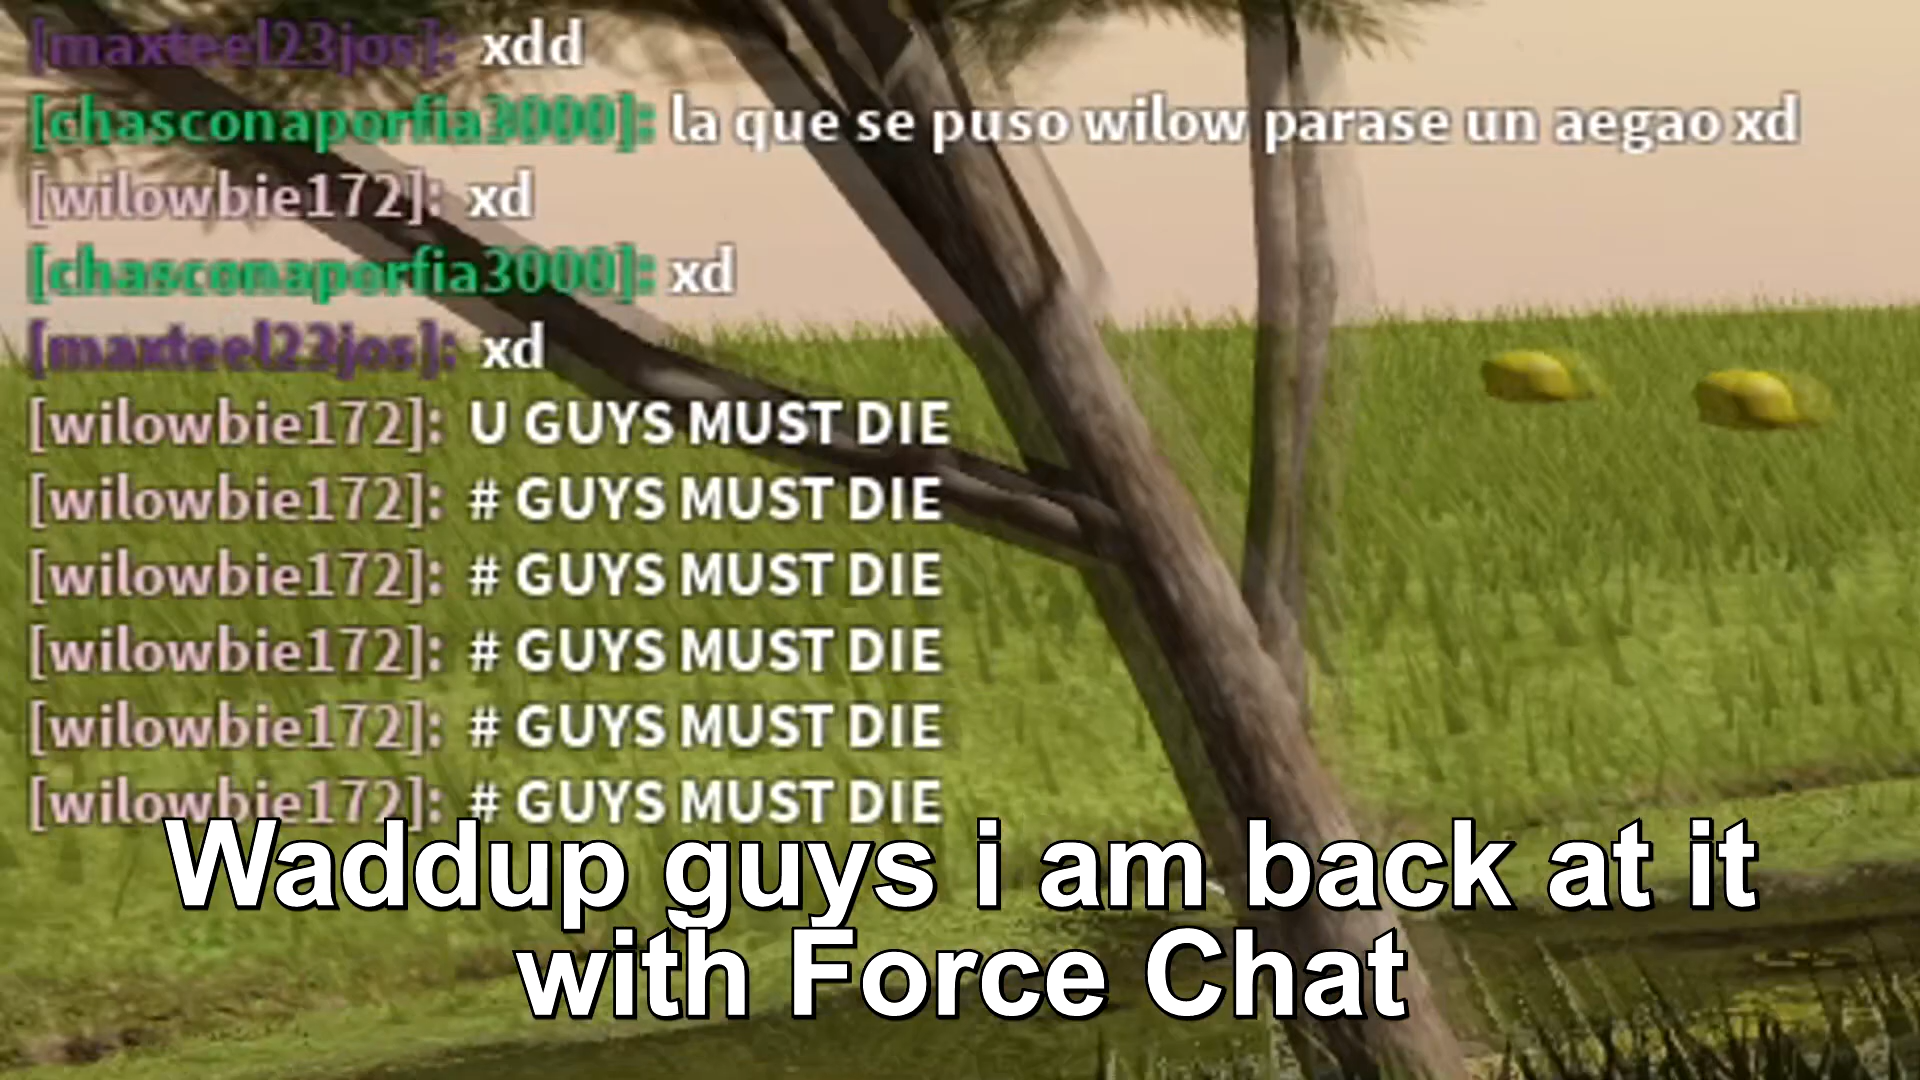 [maxteel23jos]: xdd
[chasconaporfia3000]: la que se puso wilow parase un aegao xd
[wilowbie172]: xd
[chasconaporfia3000]: xd
[maxteel23jos]: xd
[wilowbie172]: U GUYS MUST DIE
[wilowbie172]: # GUYS MUST DIE
[wilowbie172]: # GUYS MUST DIE
[wilowbie172]: # GUYS MUST DIE
[wilowbie172]: # GUYS MUST DIE
[wilowbie172]: # GUYS MUST DIE
Waddup guys i am back at it
with Force Chat